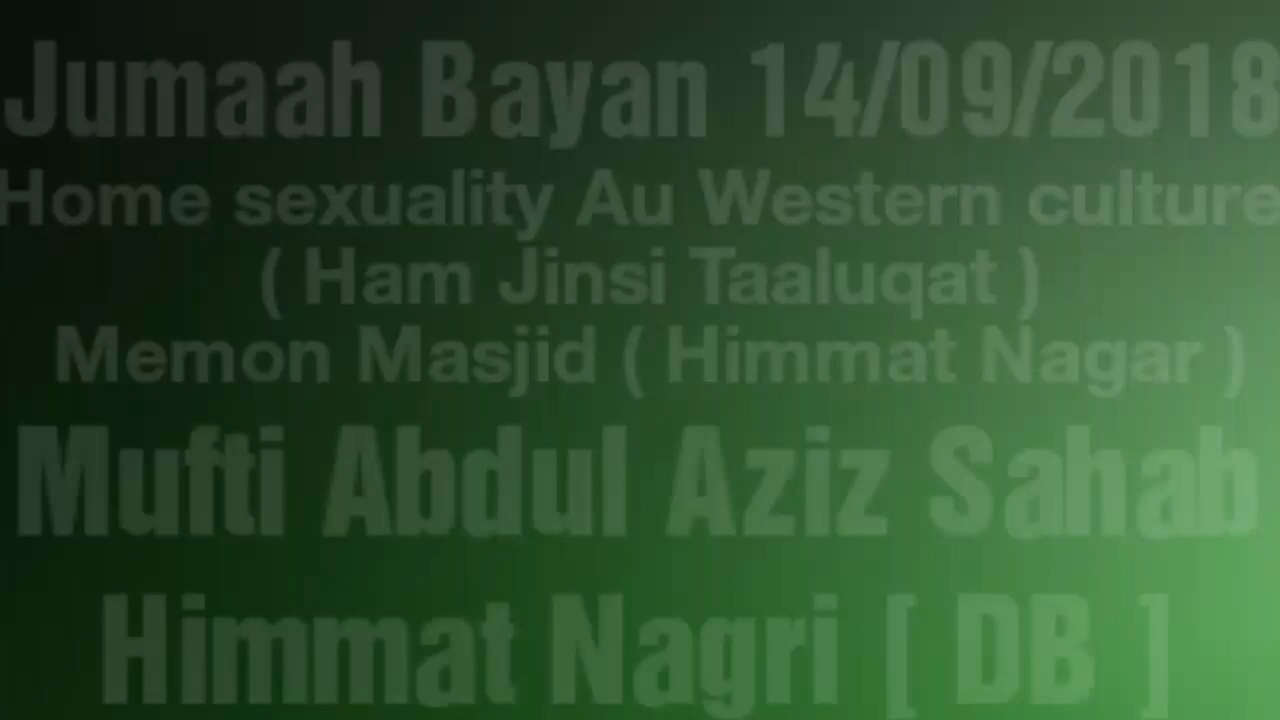 Jumaah Bayan 14/09/2018
Home sexuality Au Western culture
( Ham Jinsi Taaluqat )
Memon Masjid ( Himmat Nagar )
Mufti Abdul Aziz Sahab
Himmat Nagri [ DB ]